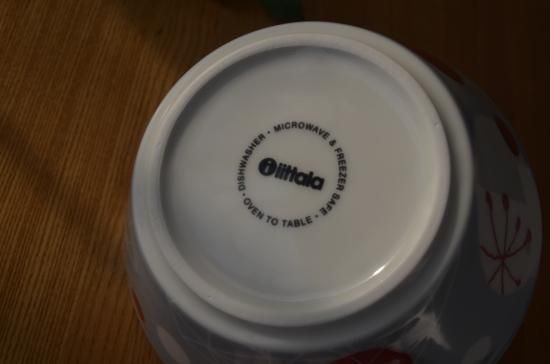 DISHWASHER · MICROWAVE & FREEZER SAFE · OVEN TO TABLE ·
i iittala